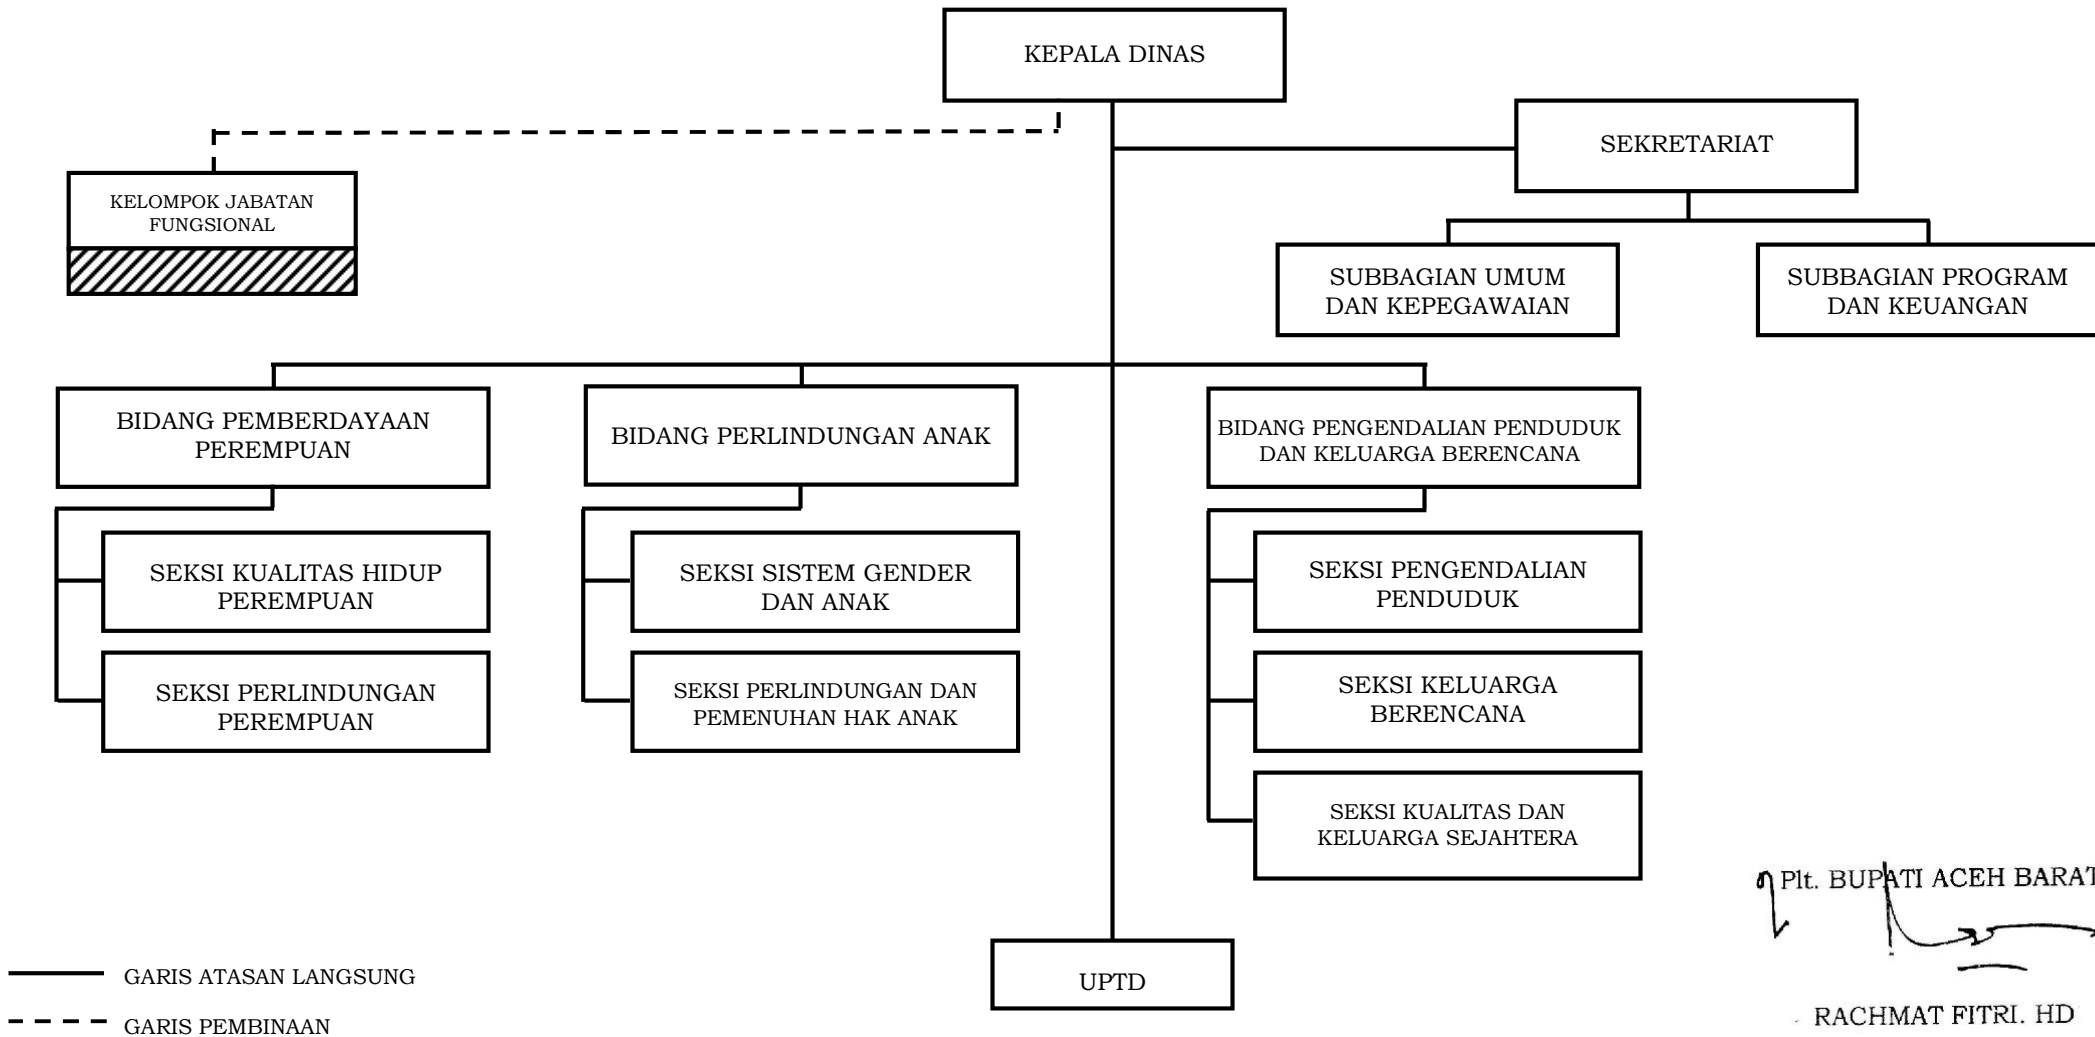 KEPALA DINAS
SEKRETARIAT
KELOMPOK JABATAN
FUNGSIONAL
SUBBAGIAN UMUM
DAN KEPEGAWAIAN
SUBBAGIAN PROGRAM
DAN KEUANGAN
BIDANG PEMBERDAYAAN
PEREMPUAN
BIDANG PERLINDUNGAN ANAK
BIDANG PENGENDALIAN PENDUDUK
DAN KELUARGA BERENCANA
SEKSI KUALITAS HIDUP
PEREMPUAN
SEKSI PERLINDUNGAN
PEREMPUAN
SEKSI SISTEM GENDER
DAN ANAK
SEKSI PERLINDUNGAN DAN
PEMENUHAN HAK ANAK
SEKSI PENGENDALIAN
PENDUDUK
SEKSI KELUARGA
BERENCANA
SEKSI KUALITAS DAN
KELUARGA SEJAHTERA
UPTD
GARIS ATASAN LANGSUNG
GARIS PEMBINAAN
Plt. BUPATI ACEH BARAT
RACHMAT FITRI. HD